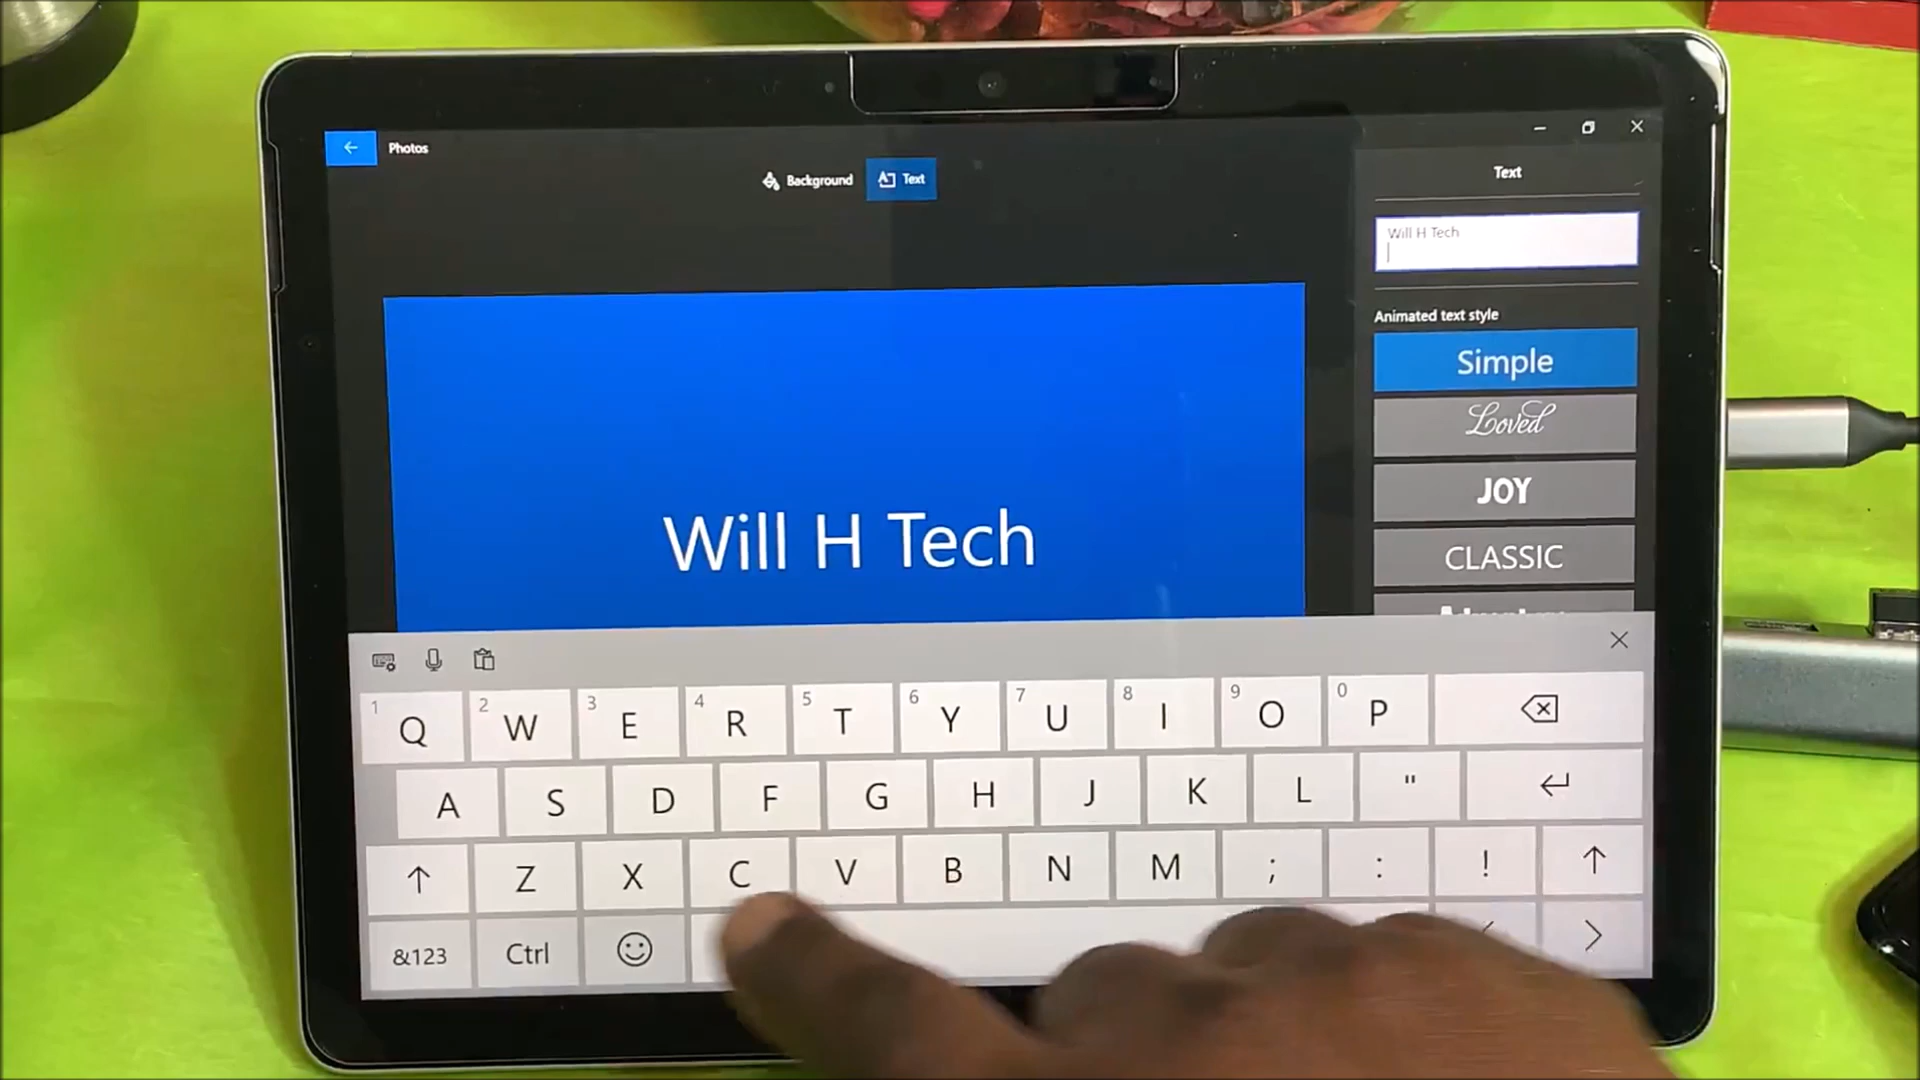 Photos
Background
Text
Text
Will H Tech
Animated text style
Simple
Loved
JOY
CLASSIC
Will H Tech
1 Q 2 W 3 E 4 R 5 T 6 Y 7 U 8 I 9 O 0 P
A S D F G H J K L "
Z X C V B N M ; : !
&123 Ctrl